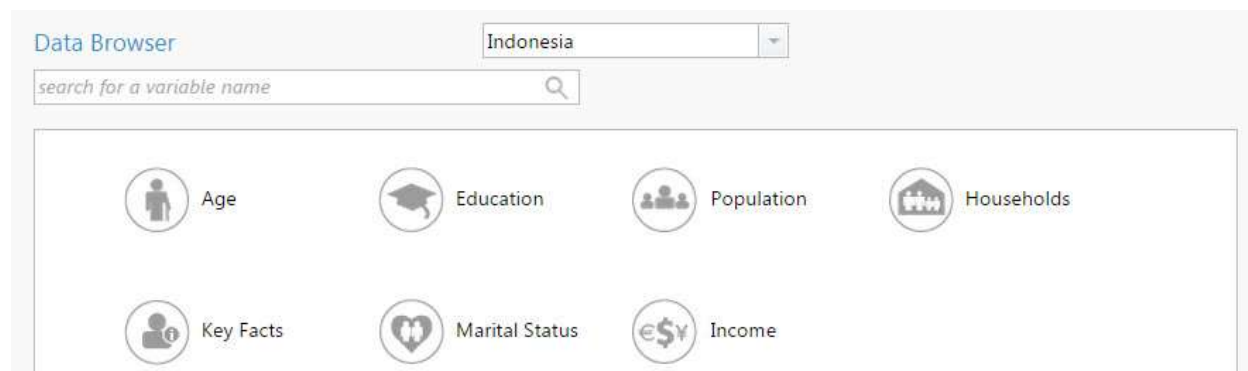 Data Browser
Indonesia
search for a variable name
Age
Education
Population
Households
Key Facts
Marital Status
€$¥ Income